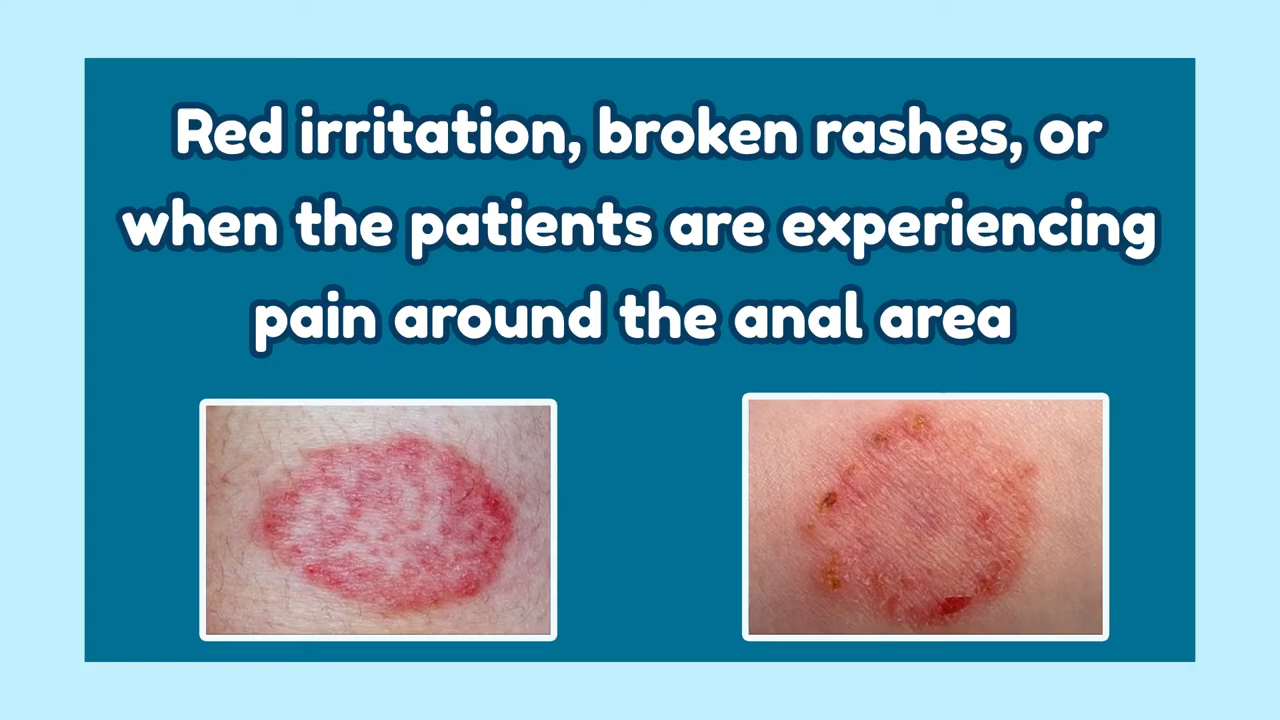 Red irritation, broken rashes, or
when the patients are experiencing
pain around the anal area